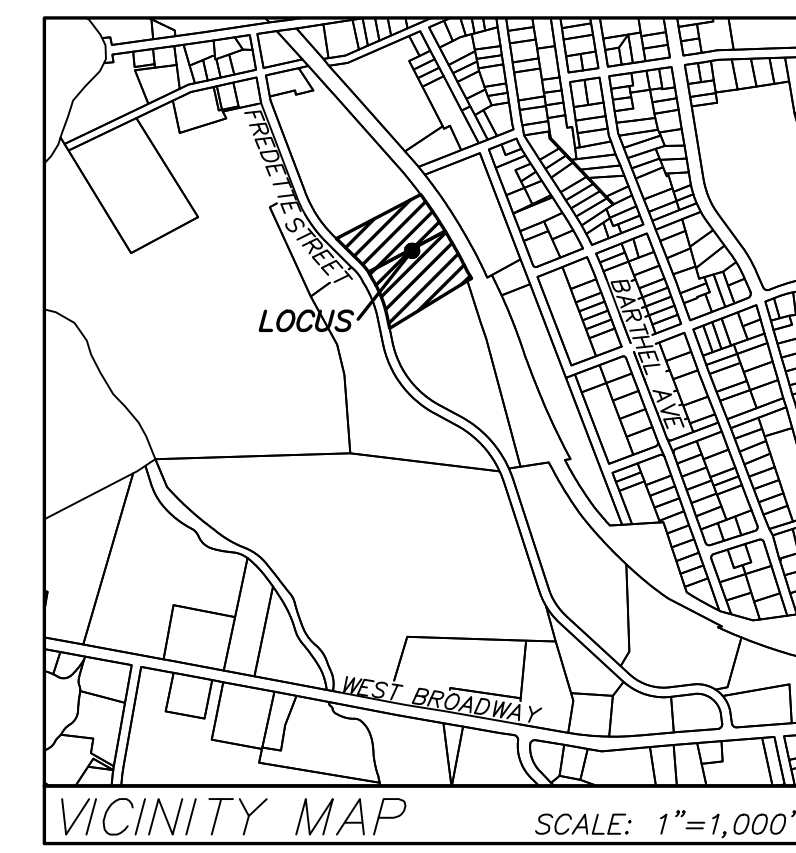 FREDETTE STREET
LOCUS
BARTHEL AVE
WEST BROADWAY
VICINITY MAP
SCALE: 1"=1,000'